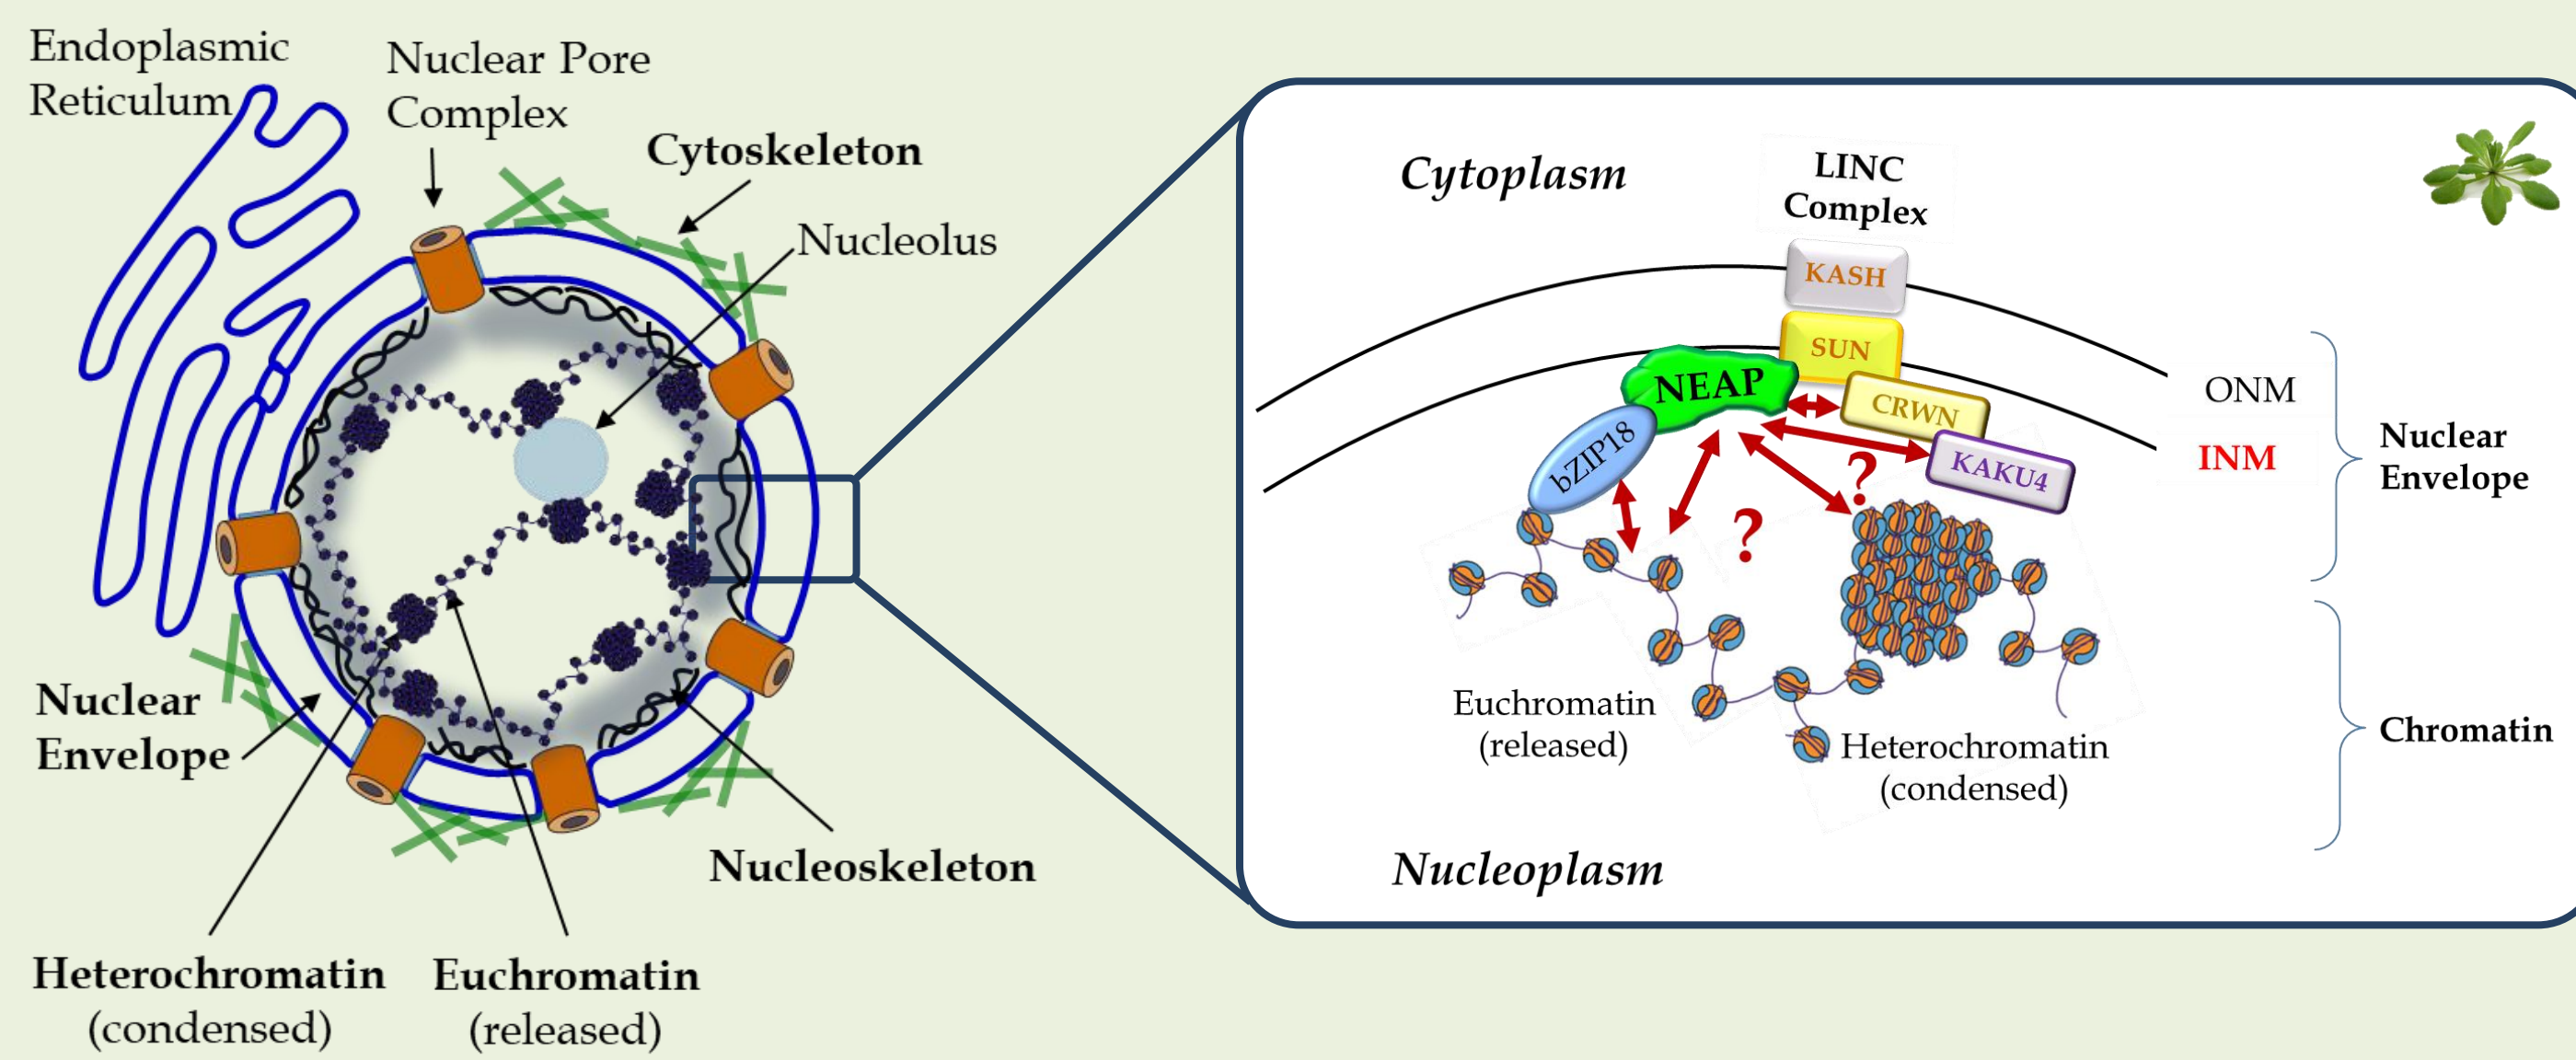 Endoplasmic
Reticulum
Nuclear Pore
Complex
Cytoskeleton
Nucleolus
Nuclear
Envelope
Nucleoskeleton
Heterochromatin
(condensed)
Euchromatin
(released)
Cytoplasm
LINC
Complex
KASH
SUN
NEAP
CRWN
bZIP18
KAKU4
?
?
ONM
INM
Nuclear
Envelope
Euchromatin
(released)
Heterochromatin
(condensed)
Chromatin
Nucleoplasm